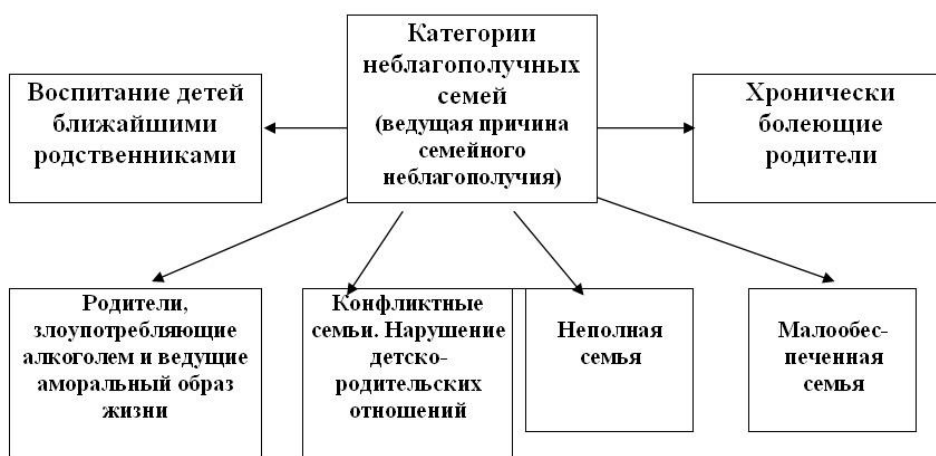 Категории
неблагополучных
семей
(ведущая причина
семейного
неблагополучия)
Воспитание детей
ближайшими
родственниками
Хронически
болеющие
родители
Родители,
злоупотребляющие
алкоголем и ведущие
аморальный образ
жизни
Конфликтные
семьи. Нарушение
детско-
родительских
отношений
Неполная
семья
Малообес-
печенная
семья